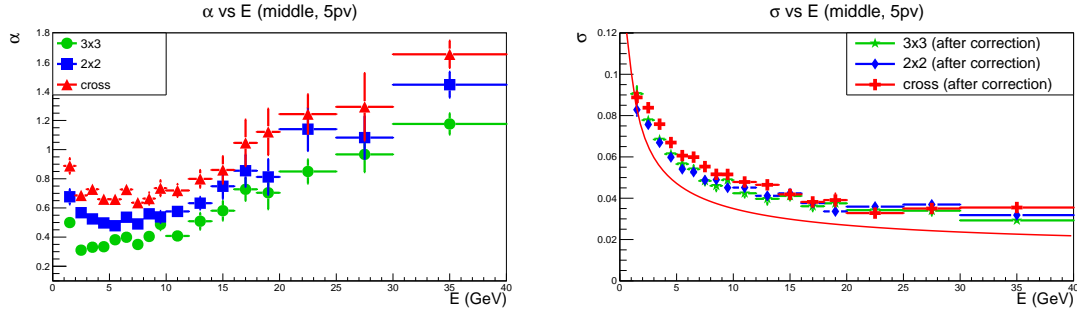 α vs E (middle, 5pv)
α
1.8
1.6
1.4
1.2
1
0.8
0.6
0.4
0.2
3x3
2x2
cross
0 5 10 15 20 25 30 35 40
E (GeV)
σ vs E (middle, 5pv)
σ
0.12
0.1
0.08
0.06
0.04
0.02
0
3x3 (after correction)
2x2 (after correction)
cross (after correction)
0 5 10 15 20 25 30 35 40
E (GeV)